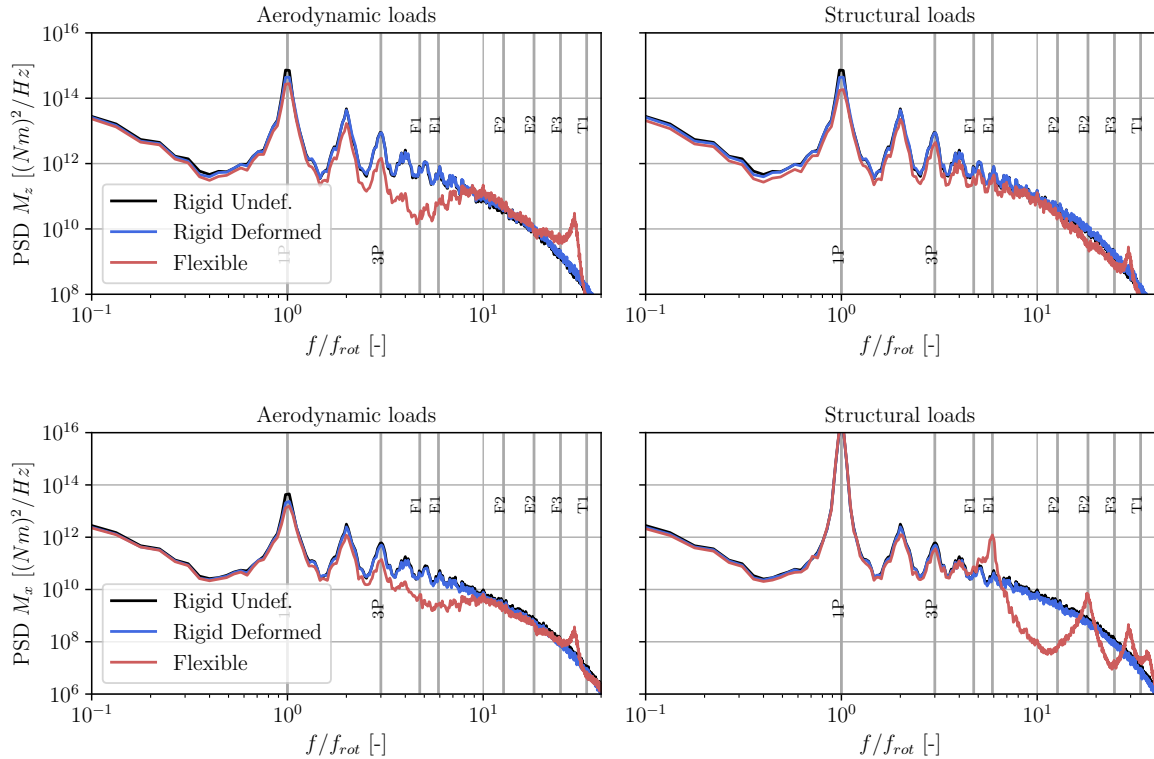 Aerodynamic loads
Structural loads
PSD M_z [(Nm)^2/Hz]
10^16
10^14
10^12
10^10
10^8
F1
E1
F2
E2
F3
T1
1P
3P
Rigid Undef.
Rigid Deformed
Flexible
10^−1
10^0
10^1
f/f_rot [-]
F1
E1
F2
E2
F3
T1
1P
3P
10^−1
10^0
10^1
f/f_rot [-]
Aerodynamic loads
Structural loads
PSD M_x [(Nm)^2/Hz]
10^16
10^14
10^12
10^10
10^8
10^6
F1
E1
F2
E2
F3
T1
3P
Rigid Undef.
Rigid Deformed
Flexible
10^−1
10^0
10^1
f/f_rot [-]
F1
E1
F2
E2
F3
T1
1P
3P
10^−1
10^0
10^1
f/f_rot [-]